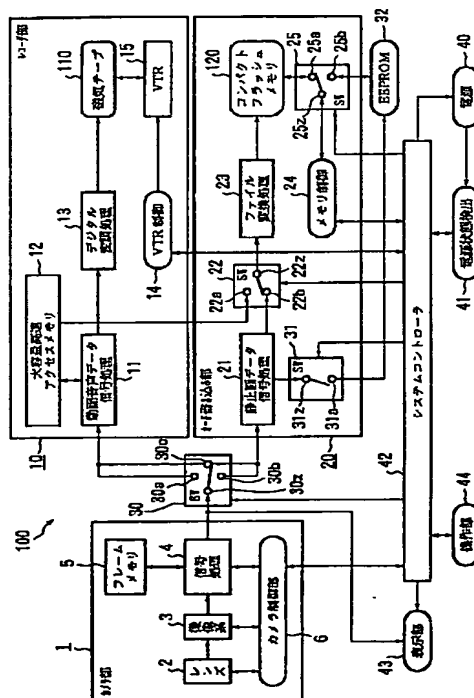 100
1
カメラ部
2
レンズ
3
撮像系
4
信号処理
5
フレームメモリ
6
カメラ制御部
30
SW
30a
30b
30c
30z
10
レコーダ部
11
動画音声データ信号処理
12
大容量高速アクセスメモリ
13
デジタル変調処理
14
VTR制御
15
VTR
110
磁気テープ
20
カード書き込み部
21
静止画データ信号処理
22
SW
22a
22b
22z
23
ファイル変換処理
24
メモリ制御
25
SW
25a
25b
25z
120
コンパクトフラッシュメモリ
31
SW
31z
31a
32
EEPROM
40
電源
41
電源状態検出
42
システムコントローラ
43
表示部
44
操作部